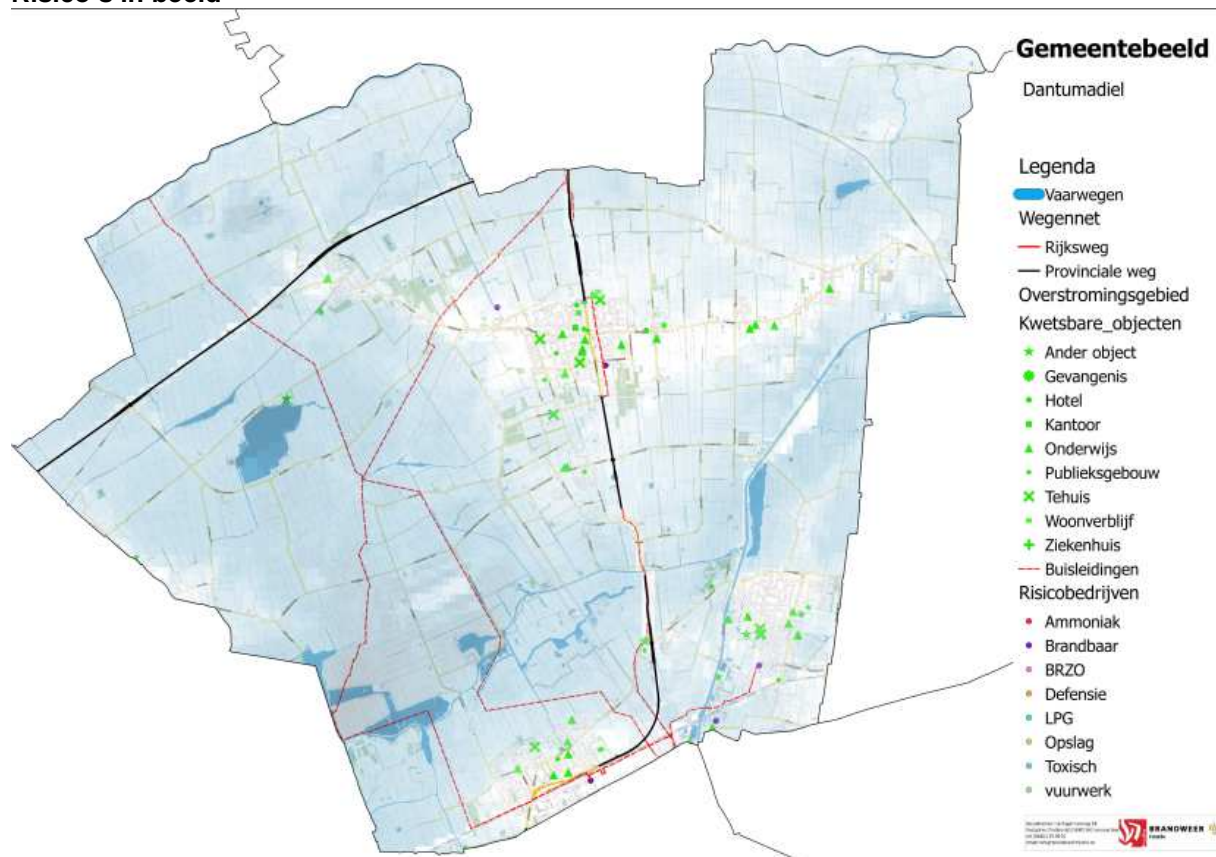 Gemeentebeeld
Dantumadiel
Legenda
Vaarwegen
Wegennet
Rijksweg
Provinciale weg
Overstromingsgebied
Kwetsbare_objecten
Ander object
Gevangenis
Hotel
Kantoor
Onderwijs
Publieksgebouw
Tehuis
Woonverblijf
Ziekenhuis
Buisleidingen
Risicobedrijven
Ammoniak
Brandbaar
BRZO
Defensie
LPG
Opslag
Toxisch
vuurwerk
BRANDWEER